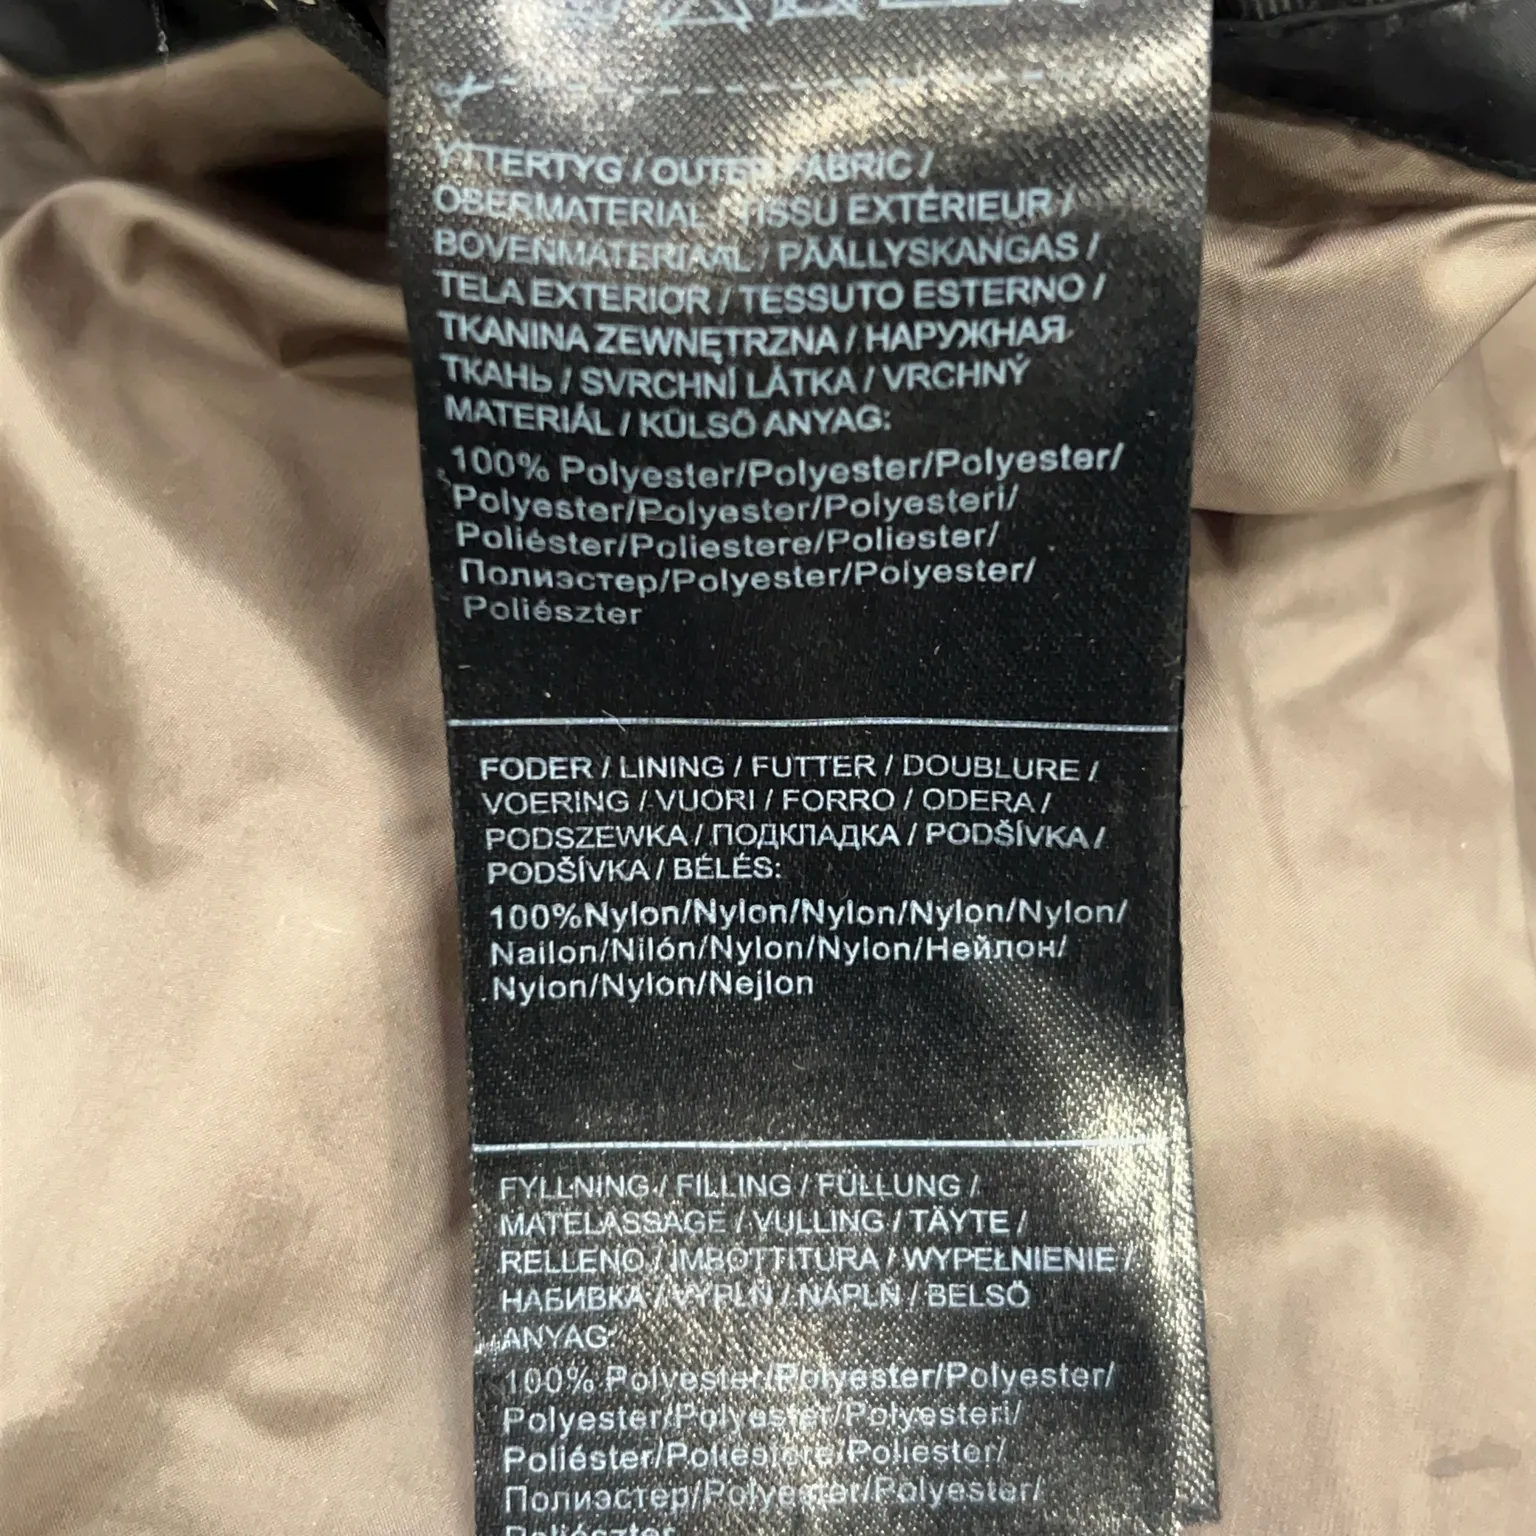 YTTERTYG / OUTER FABRIC /
OBERMATERIAL / TISSU EXTÉRIEUR /
BOVENMATERIAAL / PÄÄLLYSKANGAS /
TELA EXTERIOR / TESSUTO ESTERNO /
TKANINA ZEWNĘTRZNA / НАРУЖНАЯ
ТКАНЬ / SVRCHNÍ LÁTKA / VRCHNÝ
MATERIÁL / KÜLSÖ ANYAG:
100% Polyester/Polyester/Polyester/
Polyester/Polyester/Polyesteri/
Poliéster/Poliestere/Poliester/
Полиэстер/Polyester/Polyester/
Poliészter
FODER / LINING / FUTTER / DOUBLURE /
VOERING / VUORI / FORRO / ODERA /
PODSZEWKA / ПОДКЛАДКА / PODŠÍVKA /
PODŠÍVKA / BÉLÉS:
100%Nylon/Nylon/Nylon/Nylon/Nylon/
Nailon/Nilón/Nylon/Nylon/Нейлон/
Nylon/Nylon/Nejlon
FYLLNING / FILLING / FÜLLUNG /
MATELASSAGE / VULLING / TÄYTE /
RELLENO / IMBOTTITURA / WYPEŁNIENIE /
НАБИВКА / VÝPLŇ / NÁPLŇ / BELSÖ
ANYAG:
100% Polyester/Polyester/Polyester/
Polyester/Polyester/Polyesteri/
Poliéster/Poliestere/Poliester/
Полиэстер/Polyester/Polyester/
Poliészter